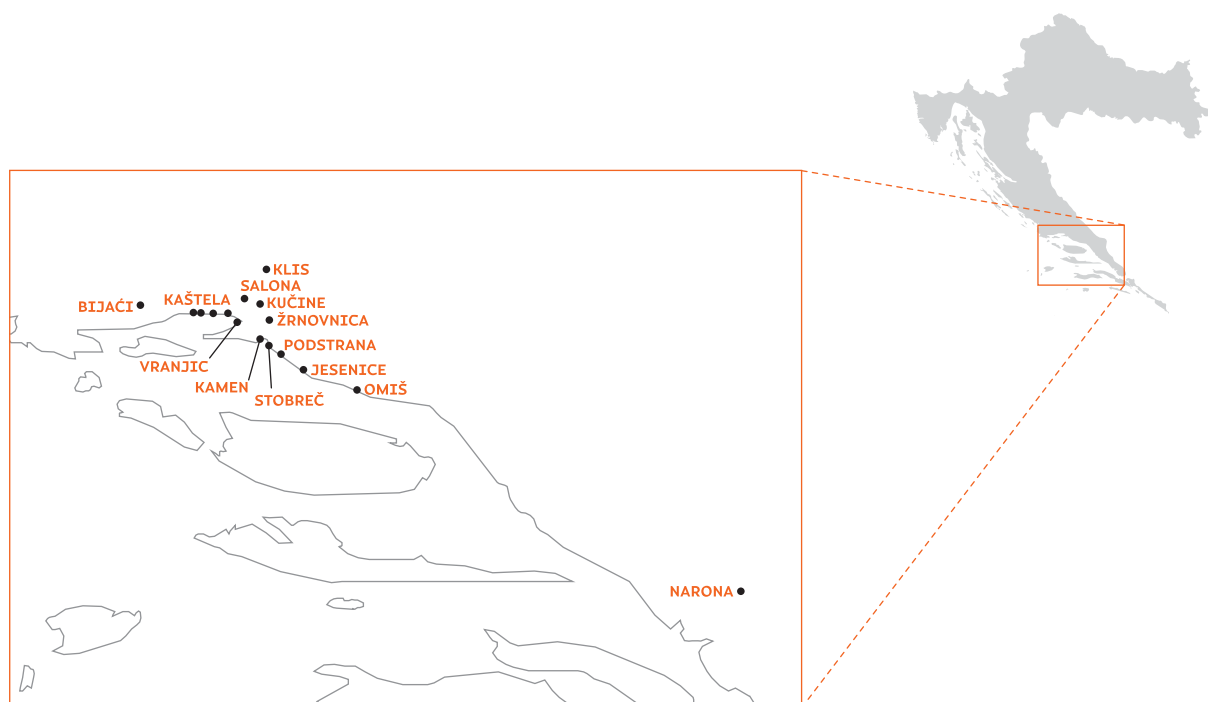 KLIS
SALONA
KAŠTELA
BIJAĆI
KUČINE
ŽRNOVNICA
PODSTRANA
VRANJIC
JESENICE
KAMEN
OMIŠ
STOBREČ
NARONA